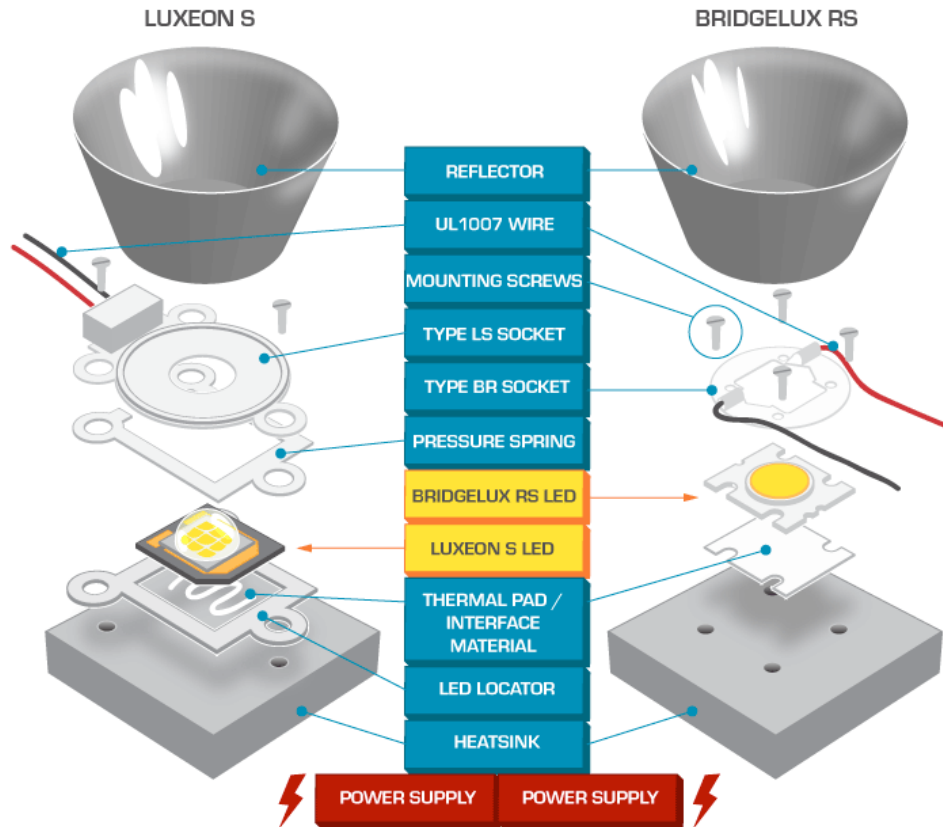 LUXEON S
BRIDGELUX RS
REFLECTOR
UL1007 WIRE
MOUNTING SCREWS
TYPE LS SOCKET
TYPE BR SOCKET
PRESSURE SPRING
BRIDGELUX RS LED
LUXEON S LED
THERMAL PAD /
INTERFACE
MATERIAL
LED LOCATOR
HEATSINK
POWER SUPPLY
POWER SUPPLY